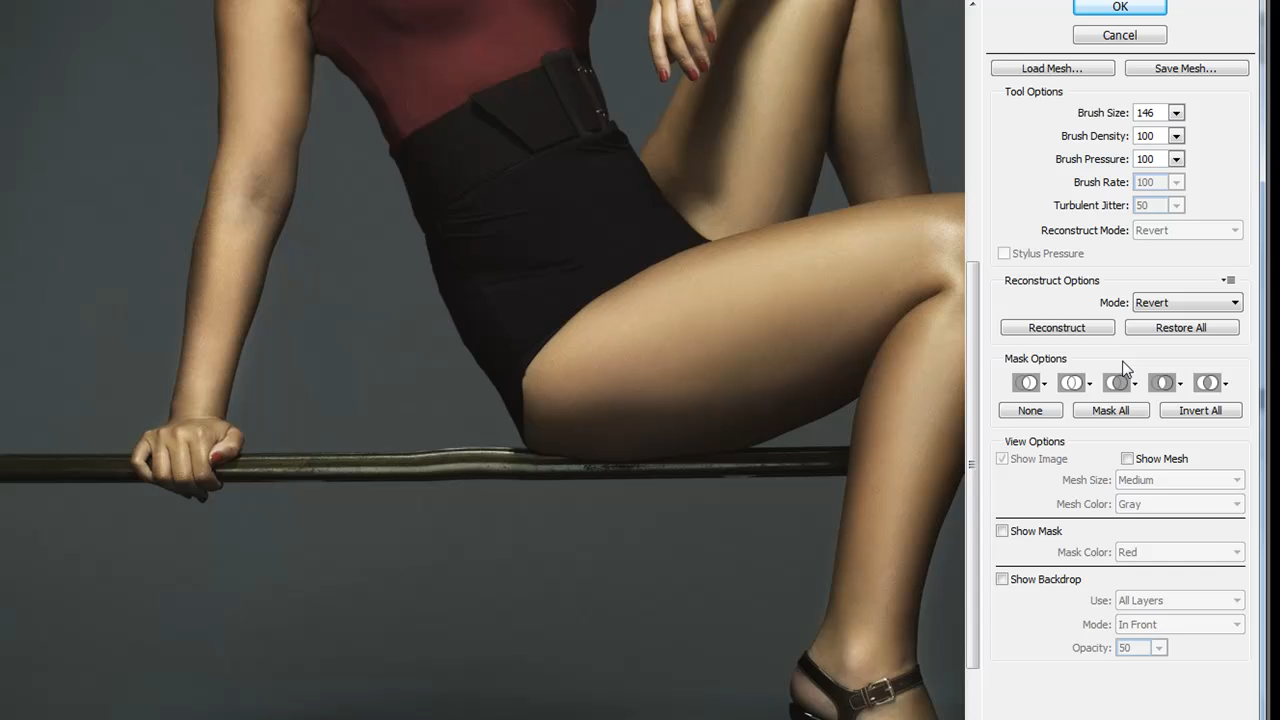 OK
Cancel
Load Mesh... Save Mesh...
Tool Options
Brush Size: 146
Brush Density: 100
Brush Pressure: 100
Brush Rate: 100
Turbulent Jitter: 50
Reconstruct Mode: Revert
Stylus Pressure
Reconstruct Options
Mode: Revert
Reconstruct Restore All
Mask Options
None Mask All Invert All
View Options
Show Image Show Mesh
Mesh Size: Medium
Mesh Color: Gray
Show Mask
Mask Color: Red
Show Backdrop
Use: All Layers
Mode: In Front
Opacity: 50